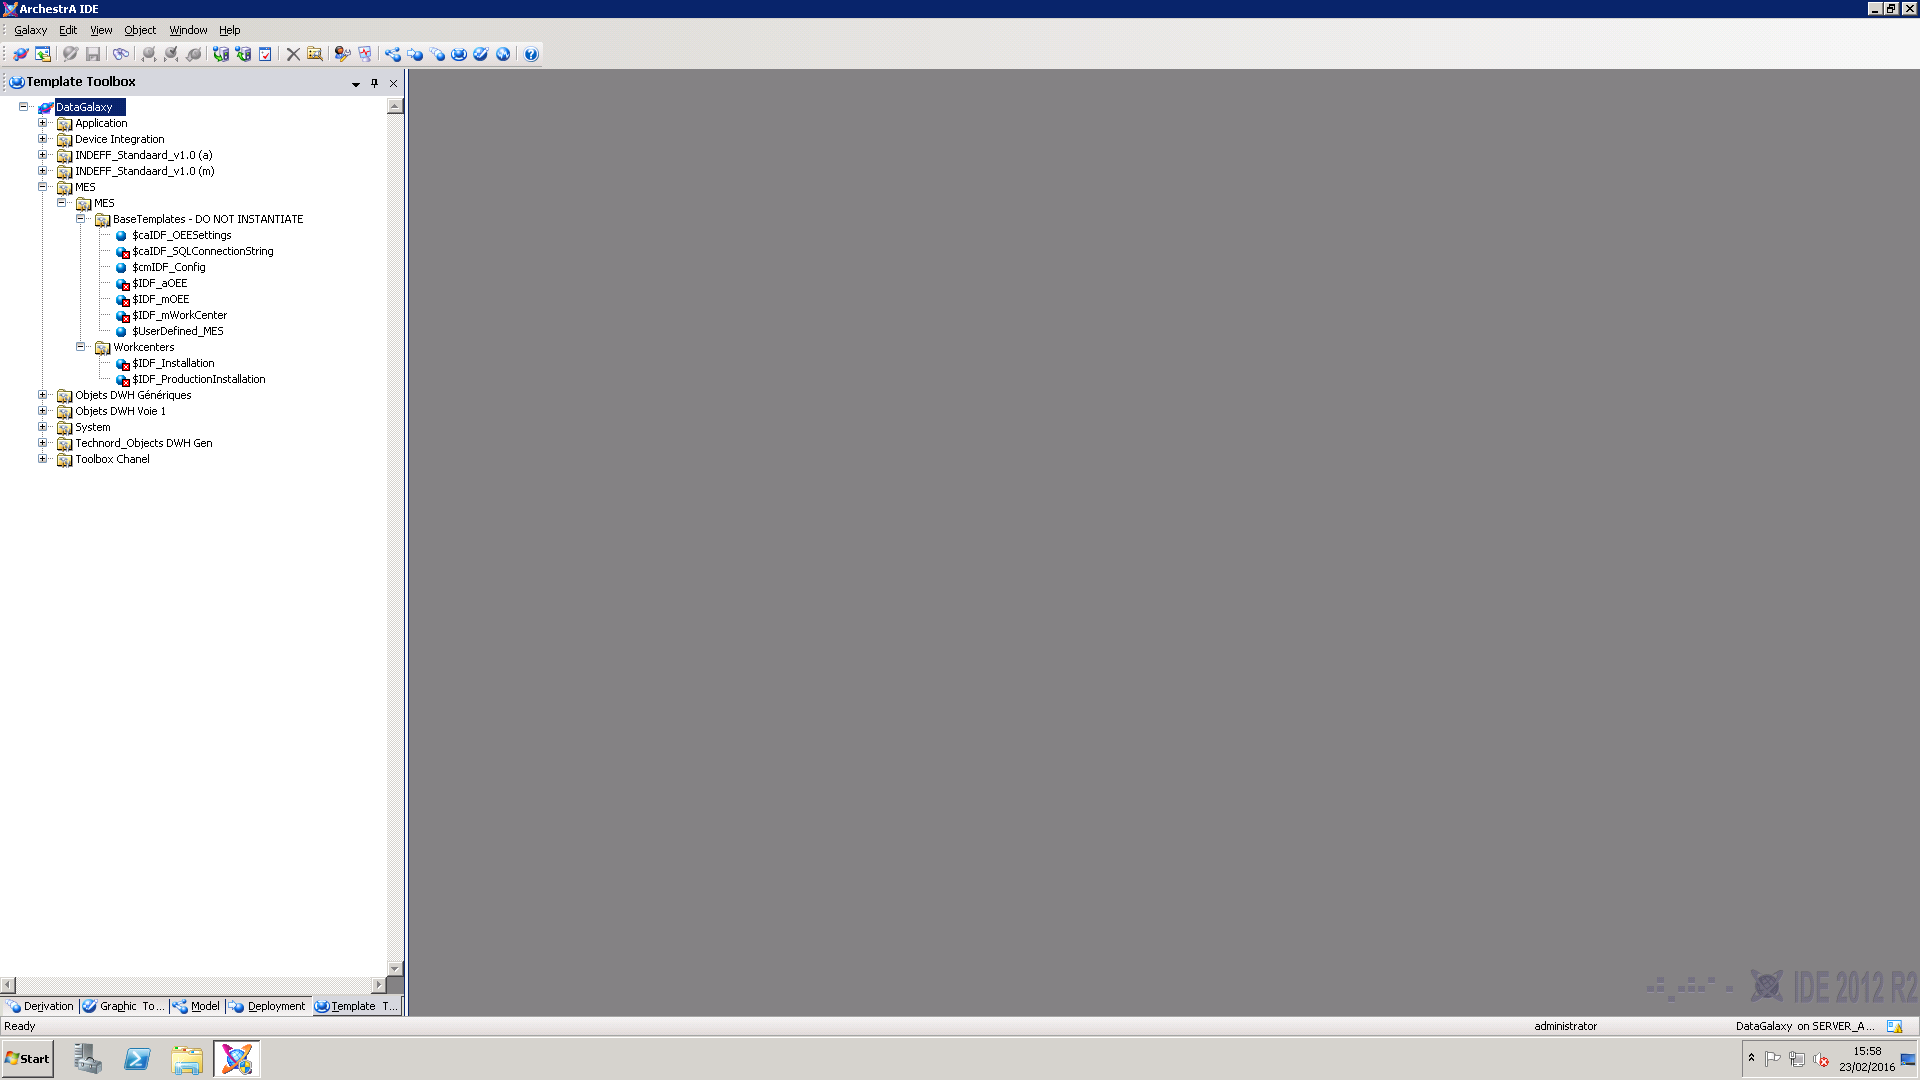 ArchestrA IDE
Galaxy Edit View Object Window Help
Template Toolbox
DataGalaxy
Application
Device Integration
INDEFF_Standaard_v1.0 (a)
INDEFF_Standaard_v1.0 (m)
MES
MES
BaseTemplates - DO NOT INSTANTIATE
$caIDF_OEESettings
$caIDF_SQLConnectionString
$cmIDF_Config
$IDF_aOEE
$IDF_mOEE
$IDF_mWorkCenter
$UserDefined_MES
Workcenters
$IDF_Installation
$IDF_ProductionInstallation
Objets DWH Génériques
Objets DWH Voie 1
System
Technord_Objects DWH Gen
Toolbox Chanel
IDE 2012 R2
Derivation Graphic To... Model Deployment Template T...
Ready administrator DataGalaxy on SERVER_A...
Start 15:58
23/02/2016